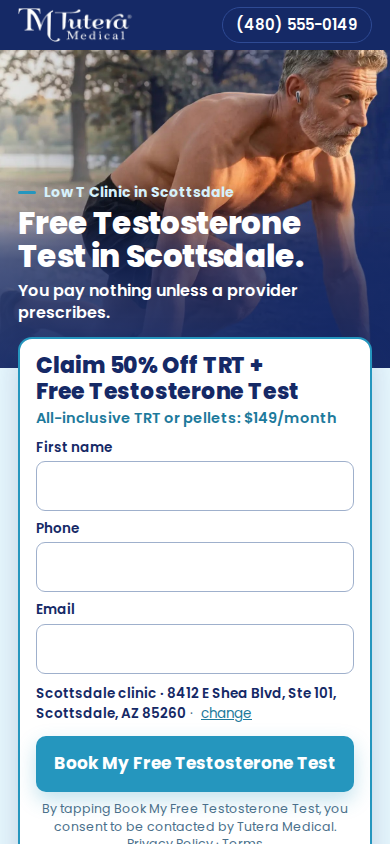 Tutera
Medical
(480) 555-0149
Low T Clinic in Scottsdale
Free Testosterone
Test in Scottsdale.
You pay nothing unless a provider
prescribes.
Claim 50% Off TRT +
Free Testosterone Test
All-inclusive TRT or pellets: $149/month
First name
Phone
Email
Scottsdale clinic · 8412 E Shea Blvd, Ste 101,
Scottsdale, AZ 85260 · change
Book My Free Testosterone Test
By tapping Book My Free Testosterone Test, you
consent to be contacted by Tutera Medical.
Privacy Policy · Terms